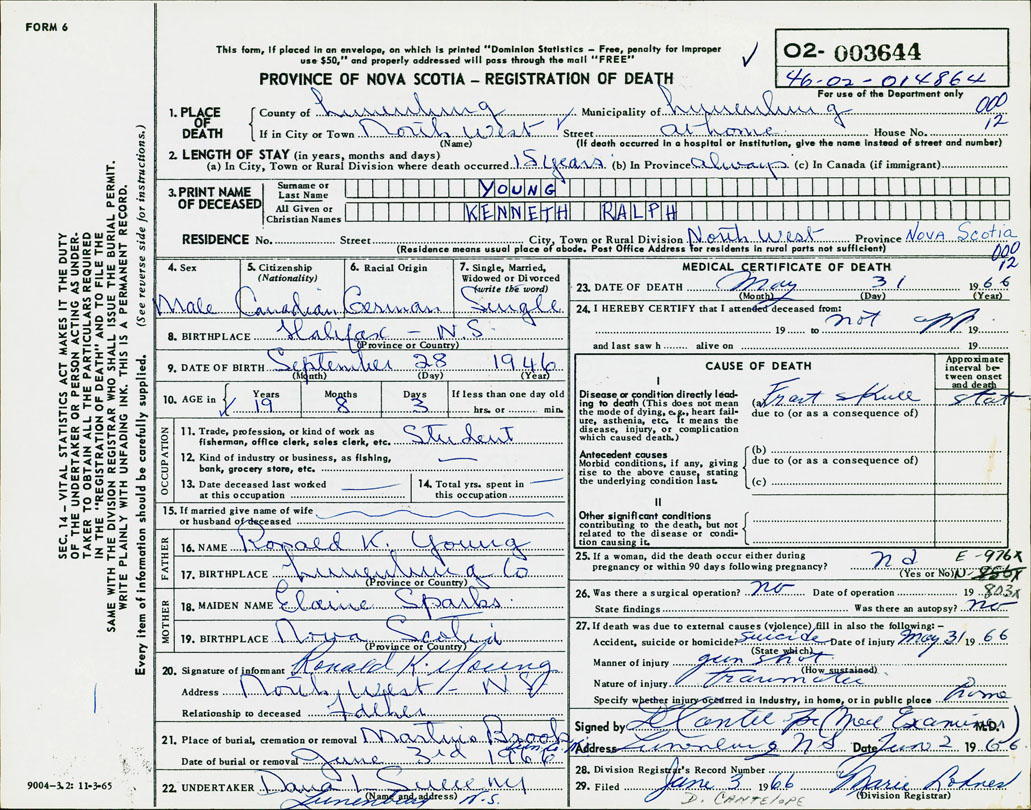 FORM 6
This form, if placed in an envelope, on which is printed "Dominion Statistics – Free, penalty for improper
use $50," and properly addressed will pass through the mail "FREE"
PROVINCE OF NOVA SCOTIA – REGISTRATION OF DEATH
O2- 003644
46-02-014864
For use of the Department only
000
12
1. PLACE OF DEATH County of Lunenburg Municipality of Lunenburg
If in City or Town North West Street at home House No.
(Name) (If death occurred in a hospital or institution, give the name instead of street and number)
2. LENGTH OF STAY (in years, months and days)
(a) In City, Town or Rural Division where death occurred 15 years (b) In Province always (c) In Canada (if immigrant)
3. PRINT NAME OF DECEASED Surname or Last Name YOUNG
All Given or Christian Names KENNETH RALPH
RESIDENCE No. Street City, Town or Rural Division North West Province NOVA Scotia
(Residence means usual place of abode. Post Office Address for residents in rural parts not sufficient)
000
12
4. Sex 5. Citizenship (Nationality) 6. Racial Origin 7. Single, Married, Widowed or Divorced (write the word)
Male Canadian German Single
8. BIRTHPLACE Halifax – N.S.
(Province or Country)
9. DATE OF BIRTH September 28 1946
(Month) (Day) (Year)
10. AGE in Years Months Days If less than one day old
19 8 3 hrs. or min.
OCCUPATION
11. Trade, profession, or kind of work as
fisherman, office clerk, sales clerk, etc. Student
12. Kind of industry or business, as fishing,
bank, grocery store, etc. —
13. Date deceased last worked
at this occupation —
14. Total yrs. spent in
this occupation —
15. If married give name of wife
or husband of deceased
FATHER
16. NAME Ronald K. Young
17. BIRTHPLACE Lunenburg Co
(Province or Country)
MOTHER
18. MAIDEN NAME Elaine Sparks
19. BIRTHPLACE Nova Scotia
(Province or Country)
20. Signature of informant Ronald K. Young
Address North West – N.S
Relationship to deceased Father
21. Place of burial, cremation or removal Martins Brook
Date of burial or removal June 3rd 1966
22. UNDERTAKER Dana L. Sweeny
(Name and address)
Lunenburg N.S.
MEDICAL CERTIFICATE OF DEATH
23. DATE OF DEATH May 31 1966
(Month) (Day) (Year)
24. I HEREBY CERTIFY that I attended deceased from:
19 to not app 19
and last saw h alive on 19
CAUSE OF DEATH
Approximate interval between onset and death
I
Disease or condition directly leading to death (This does not mean the mode of dying, e.g., heart failure, asthenia, etc. It means the disease, injury, or complication which caused death.)
(a) Fract skull stat
due to (or as a consequence of)
Antecedent causes
Morbid conditions, if any, giving rise to the above cause, stating the underlying condition last.
(b)
due to (or as a consequence of)
(c)
II
Other significant conditions
contributing to the death, but not related to the disease or condition causing it.
25. If a woman, did the death occur either during
pregnancy or within 90 days following pregnancy? (Yes or No)
E-976X
N-803X
26. Was there a surgical operation? no Date of operation 19
State findings Was there an autopsy? no
27. If death was due to external causes (violence) fill in also the following:–
Accident, suicide or homicide? suicide Date of injury May 31 1966
(State which)
Manner of injury gun shot
(How sustained)
Nature of injury traumatic
Specify whether injury occurred in industry, in home, or in public place home
Signed by D Cantelope (Med Examiner) M.D.
Address Lunenburg NS Date June 2 1966.
28. Division Registrar's Record Number
29. Filed June 3 1966 Marie Lohnes
(Division Registrar)
D. CANTELOPE
SEC. 14 – VITAL STATISTICS ACT MAKES IT THE DUTY
OF THE UNDERTAKER OR PERSON ACTING AS UNDER-
TAKER TO OBTAIN ALL THE PARTICULARS REQUIRED
IN THE "REGISTRATION OF DEATH" AND TO FILE THE
SAME WITH THE DIVISION REGISTRAR WHO SHALL ISSUE THE BURIAL PERMIT.
WRITE PLAINLY WITH UNFADING INK. THIS IS A PERMANENT RECORD.
Every item of information should be carefully supplied. (See reverse side for instructions.)
9004-3.2: 11-3-65